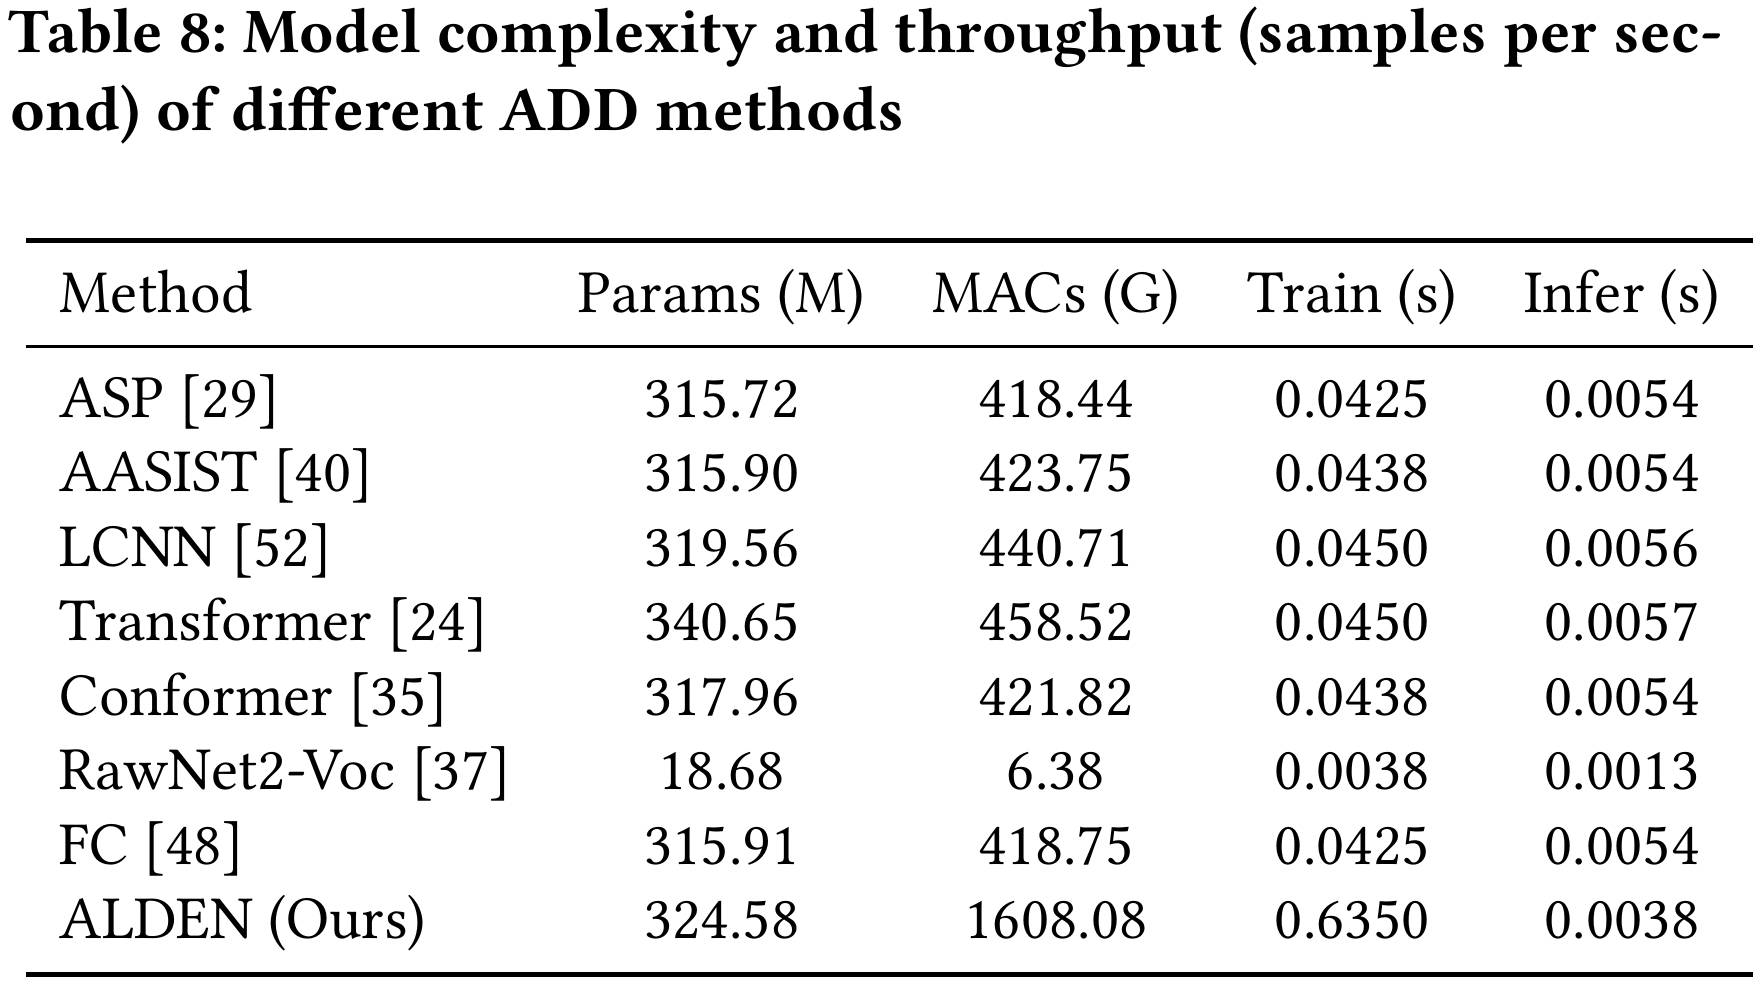 Table 8: Model complexity and throughput (samples per sec-
ond) of different ADD methods
Method Params (M) MACs (G) Train (s) Infer (s)
ASP [29] 315.72 418.44 0.0425 0.0054
AASIST [40] 315.90 423.75 0.0438 0.0054
LCNN [52] 319.56 440.71 0.0450 0.0056
Transformer [24] 340.65 458.52 0.0450 0.0057
Conformer [35] 317.96 421.82 0.0438 0.0054
RawNet2-Voc [37] 18.68 6.38 0.0038 0.0013
FC [48] 315.91 418.75 0.0425 0.0054
ALDEN (Ours) 324.58 1608.08 0.6350 0.0038